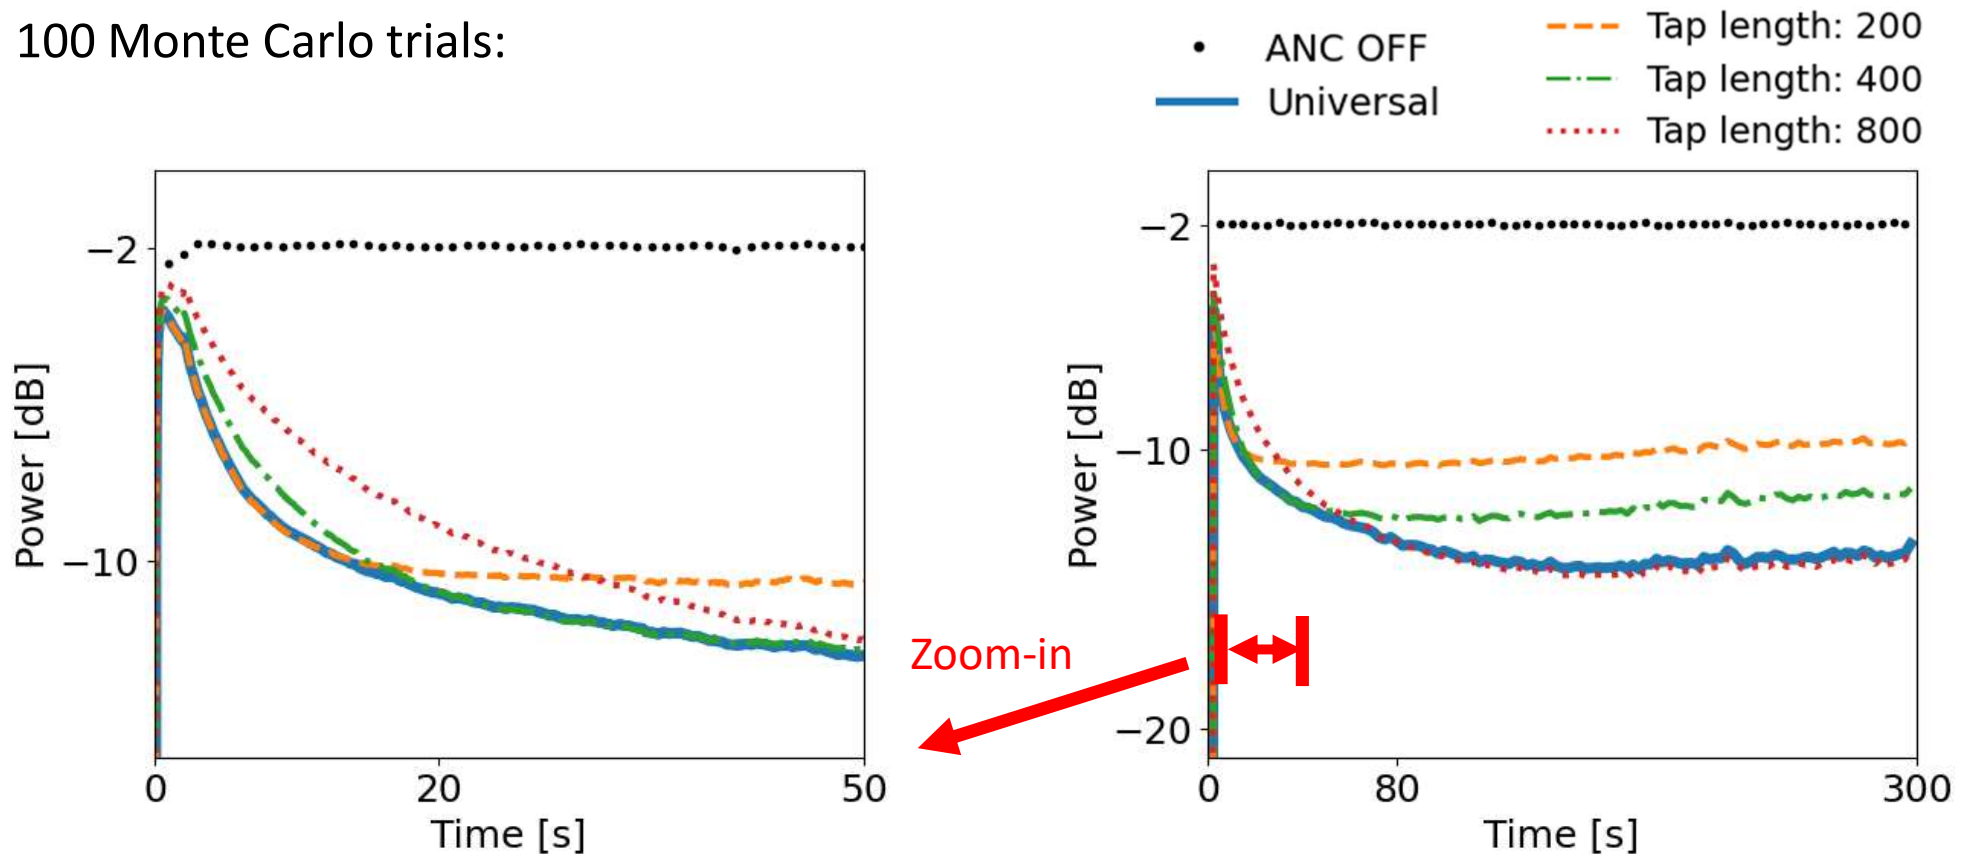 100 Monte Carlo trials:
ANC OFF
Universal
Tap length: 200
Tap length: 400
Tap length: 800
Power [dB]
−2
−10
0
20
50
Time [s]
Zoom-in
Power [dB]
−2
−10
−20
0
80
300
Time [s]